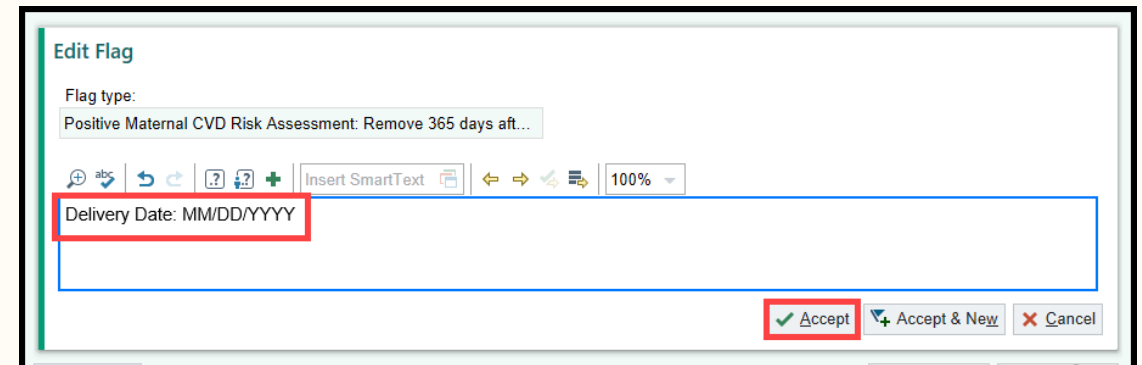 Edit Flag
Flag type:
Positive Maternal CVD Risk Assessment: Remove 365 days aft...
abc Insert SmartText 100%
Delivery Date: MM/DD/YYYY
Accept Accept & New Cancel